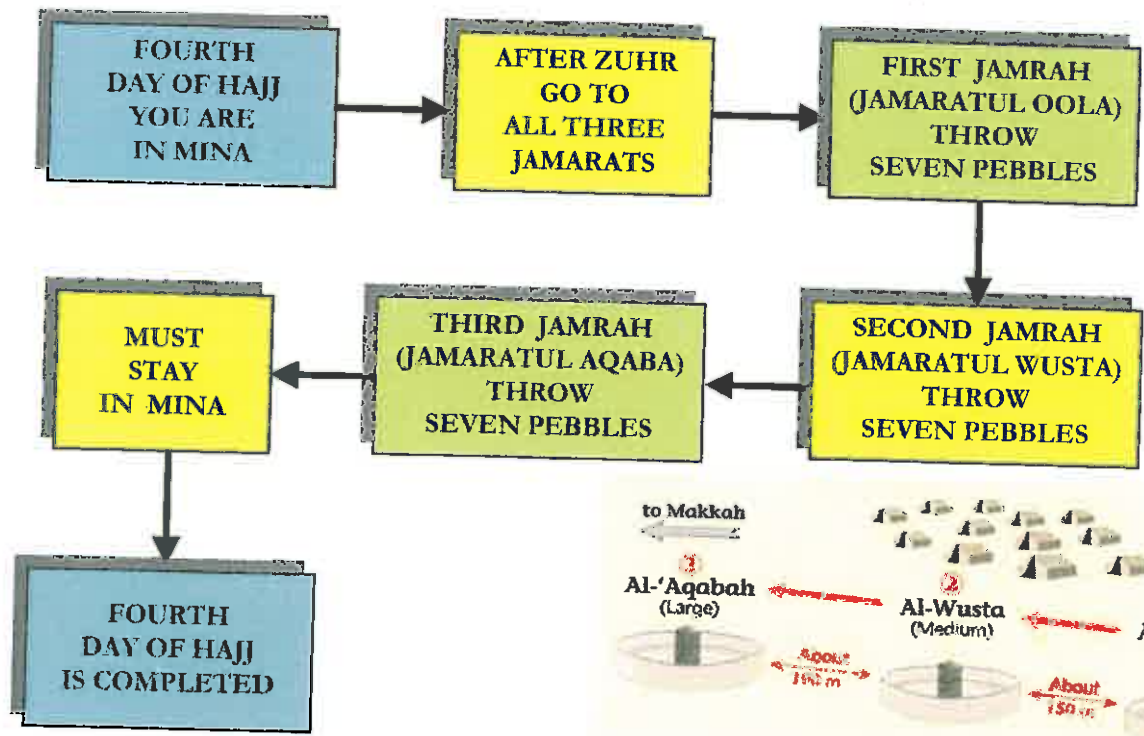 FOURTH
DAY OF HAJJ
YOU ARE
IN MINA
AFTER ZUHR
GO TO
ALL THREE
JAMARATS
FIRST JAMRAH
(JAMARATUL OOLA)
THROW
SEVEN PEBBLES
SECOND JAMRAH
(JAMARATUL WUSTA)
THROW
SEVEN PEBBLES
THIRD JAMRAH
(JAMARATUL AQABA)
THROW
SEVEN PEBBLES
MUST
STAY
IN MINA
FOURTH
DAY OF HAJJ
IS COMPLETED
to Makkah
Al-'Aqabah
(Large)
2
Al-Wusta
(Medium)
About
About
150 m